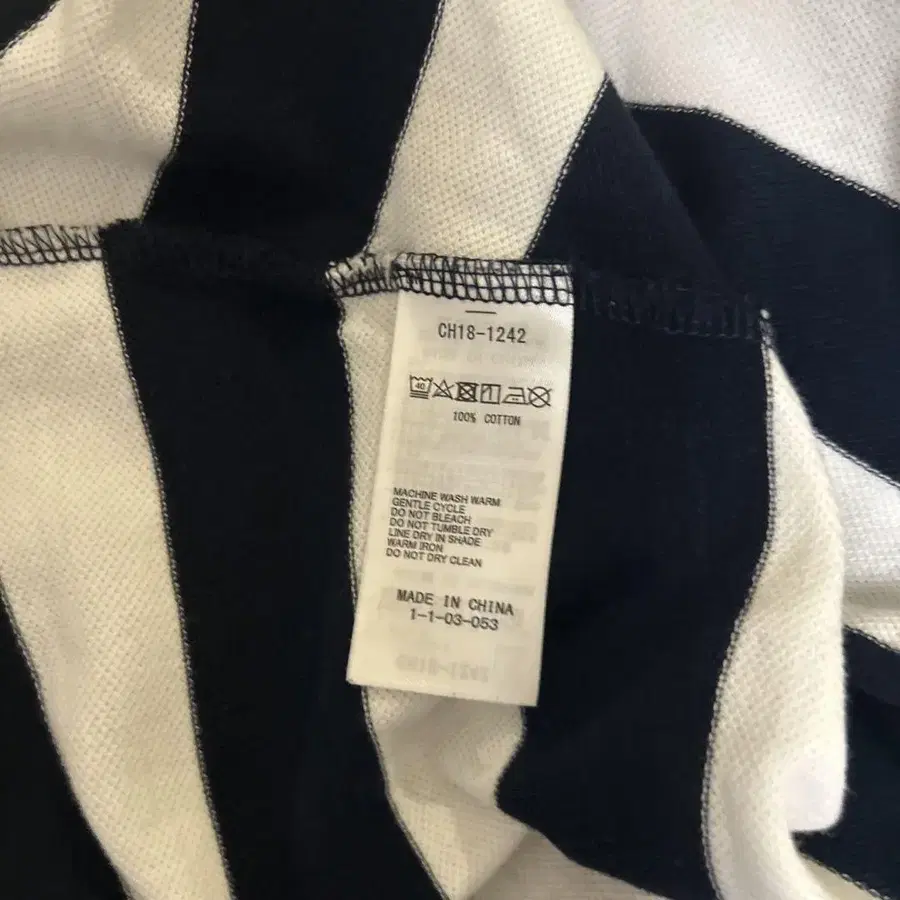 CH18-1242
40
100% COTTON
MACHINE WASH WARM
GENTLE CYCLE
DO NOT BLEACH
DO NOT TUMBLE DRY
LINE DRY IN SHADE
WARM IRON
DO NOT DRY CLEAN
MADE IN CHINA
1-1-03-053